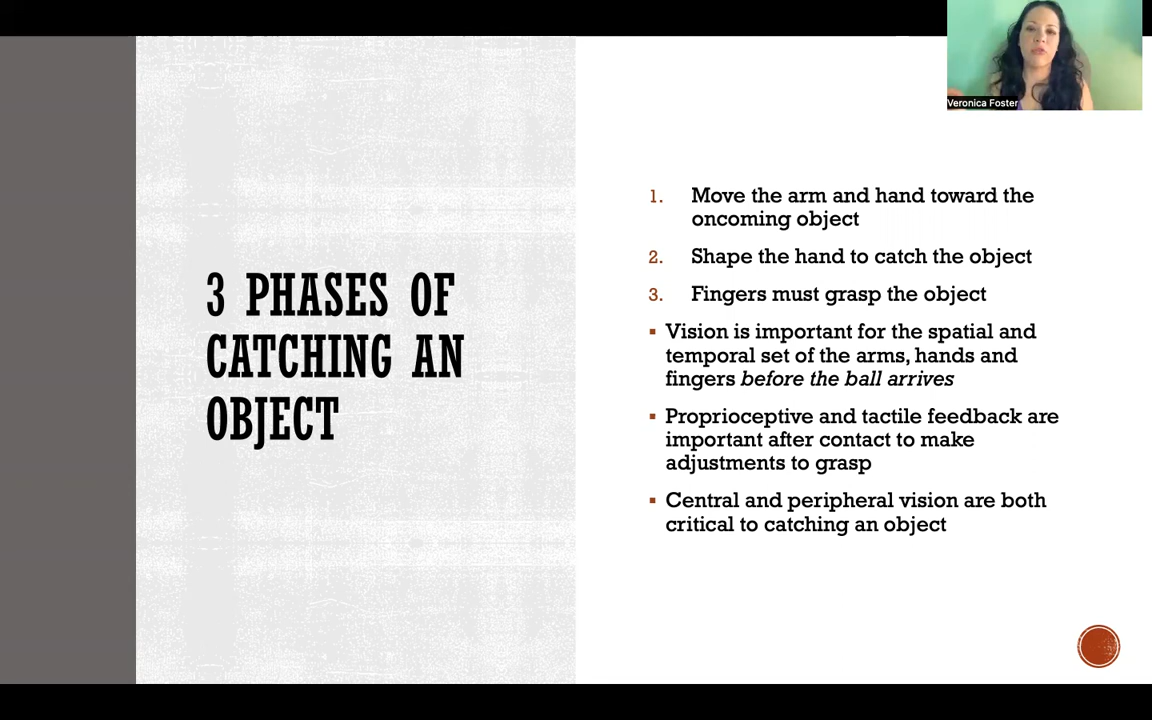 Veronica Foster
3 PHASES OF
CATCHING AN
OBJECT
1. Move the arm and hand toward the
oncoming object
2. Shape the hand to catch the object
3. Fingers must grasp the object
▪ Vision is important for the spatial and
temporal set of the arms, hands and
fingers before the ball arrives
▪ Proprioceptive and tactile feedback are
important after contact to make
adjustments to grasp
▪ Central and peripheral vision are both
critical to catching an object